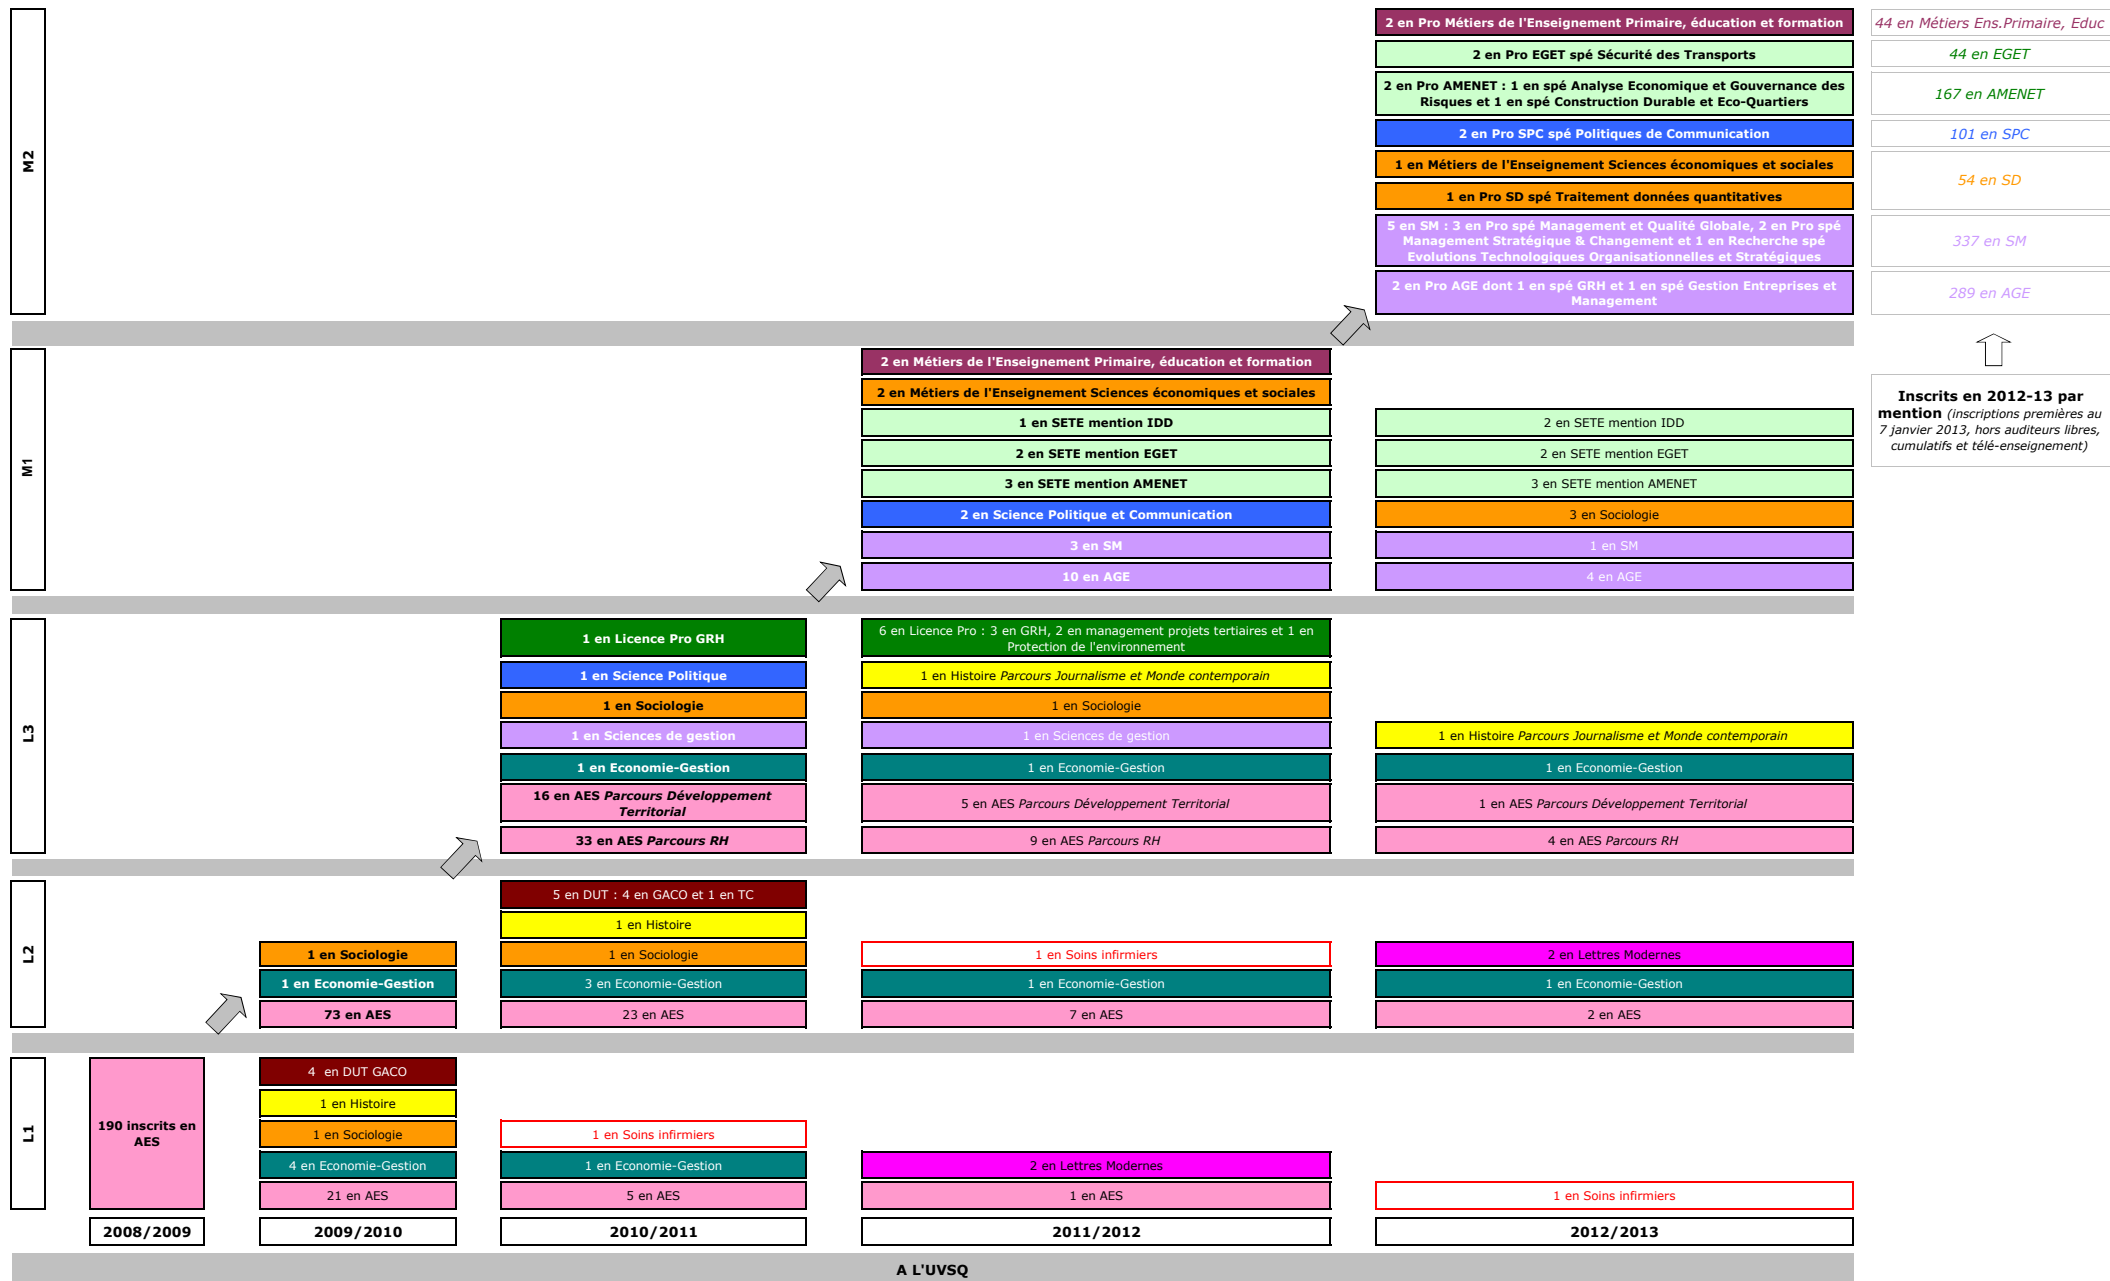 M2
2 en Pro Métiers de l'Enseignement Primaire, éducation et formation
44 en Métiers Ens.Primaire, Educ
2 en Pro EGET spé Sécurité des Transports
44 en EGET
2 en Pro AMENET : 1 en spé Analyse Economique et Gouvernance des
Risques et 1 en spé Construction Durable et Eco-Quartiers
167 en AMENET
2 en Pro SPC spé Politiques de Communication
101 en SPC
1 en Métiers de l'Enseignement Sciences économiques et sociales
1 en Pro SD spé Traitement données quantitatives
54 en SD
5 en SM : 3 en Pro spé Management et Qualité Globale, 2 en Pro spé
Management Stratégique & Changement et 1 en Recherche spé
Evolutions Technologiques Organisationnelles et Stratégiques
337 en SM
2 en Pro AGE dont 1 en spé GRH et 1 en spé Gestion Entreprises et
Management
289 en AGE
Inscrits en 2012-13 par
mention (inscriptions premières au
7 janvier 2013, hors auditeurs libres,
cumulatifs et télé-enseignement)
M1
2 en Métiers de l'Enseignement Primaire, éducation et formation
2 en Métiers de l'Enseignement Sciences économiques et sociales
1 en SETE mention IDD
2 en SETE mention EGET
3 en SETE mention AMENET
2 en Science Politique et Communication
3 en SM
10 en AGE
2 en SETE mention IDD
2 en SETE mention EGET
3 en SETE mention AMENET
3 en Sociologie
1 en SM
4 en AGE
L3
1 en Licence Pro GRH
1 en Science Politique
1 en Sociologie
1 en Sciences de gestion
1 en Economie-Gestion
16 en AES Parcours Développement
Territorial
33 en AES Parcours RH
6 en Licence Pro : 3 en GRH, 2 en management projets tertiaires et 1 en
Protection de l'environnement
1 en Histoire Parcours Journalisme et Monde contemporain
1 en Sociologie
1 en Sciences de gestion
1 en Economie-Gestion
5 en AES Parcours Développement Territorial
9 en AES Parcours RH
1 en Histoire Parcours Journalisme et Monde contemporain
1 en Economie-Gestion
1 en AES Parcours Développement Territorial
4 en AES Parcours RH
L2
1 en Sociologie
1 en Economie-Gestion
73 en AES
5 en DUT : 4 en GACO et 1 en TC
1 en Histoire
1 en Sociologie
3 en Economie-Gestion
23 en AES
1 en Soins infirmiers
1 en Economie-Gestion
7 en AES
2 en Lettres Modernes
1 en Economie-Gestion
2 en AES
L1
190 inscrits en
AES
4 en DUT GACO
1 en Histoire
1 en Sociologie
4 en Economie-Gestion
21 en AES
1 en Soins infirmiers
1 en Economie-Gestion
5 en AES
2 en Lettres Modernes
1 en AES
1 en Soins infirmiers
2008/2009
2009/2010
2010/2011
2011/2012
2012/2013
A L'UVSQ